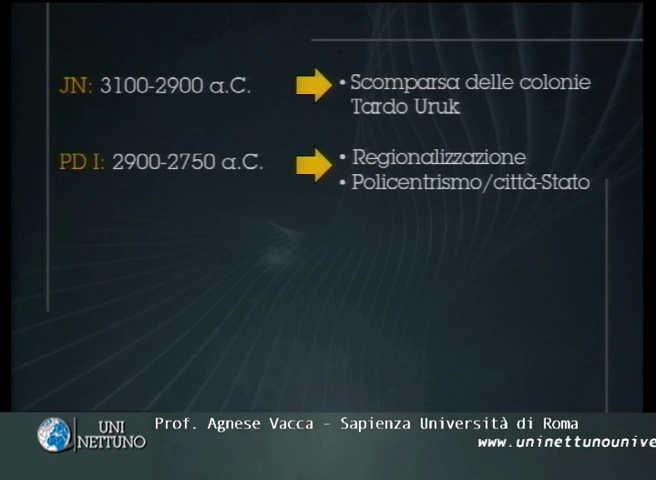 JN: 3100-2900 a.C.
• Scomparsa delle colonie
Tardo Uruk
PD I: 2900-2750 a.C.
• Regionalizzazione
• Policentrismo/città-Stato
UNI
NETTUNO
Prof. Agnese Vacca - Sapienza Università di Roma
www.uninettunounive